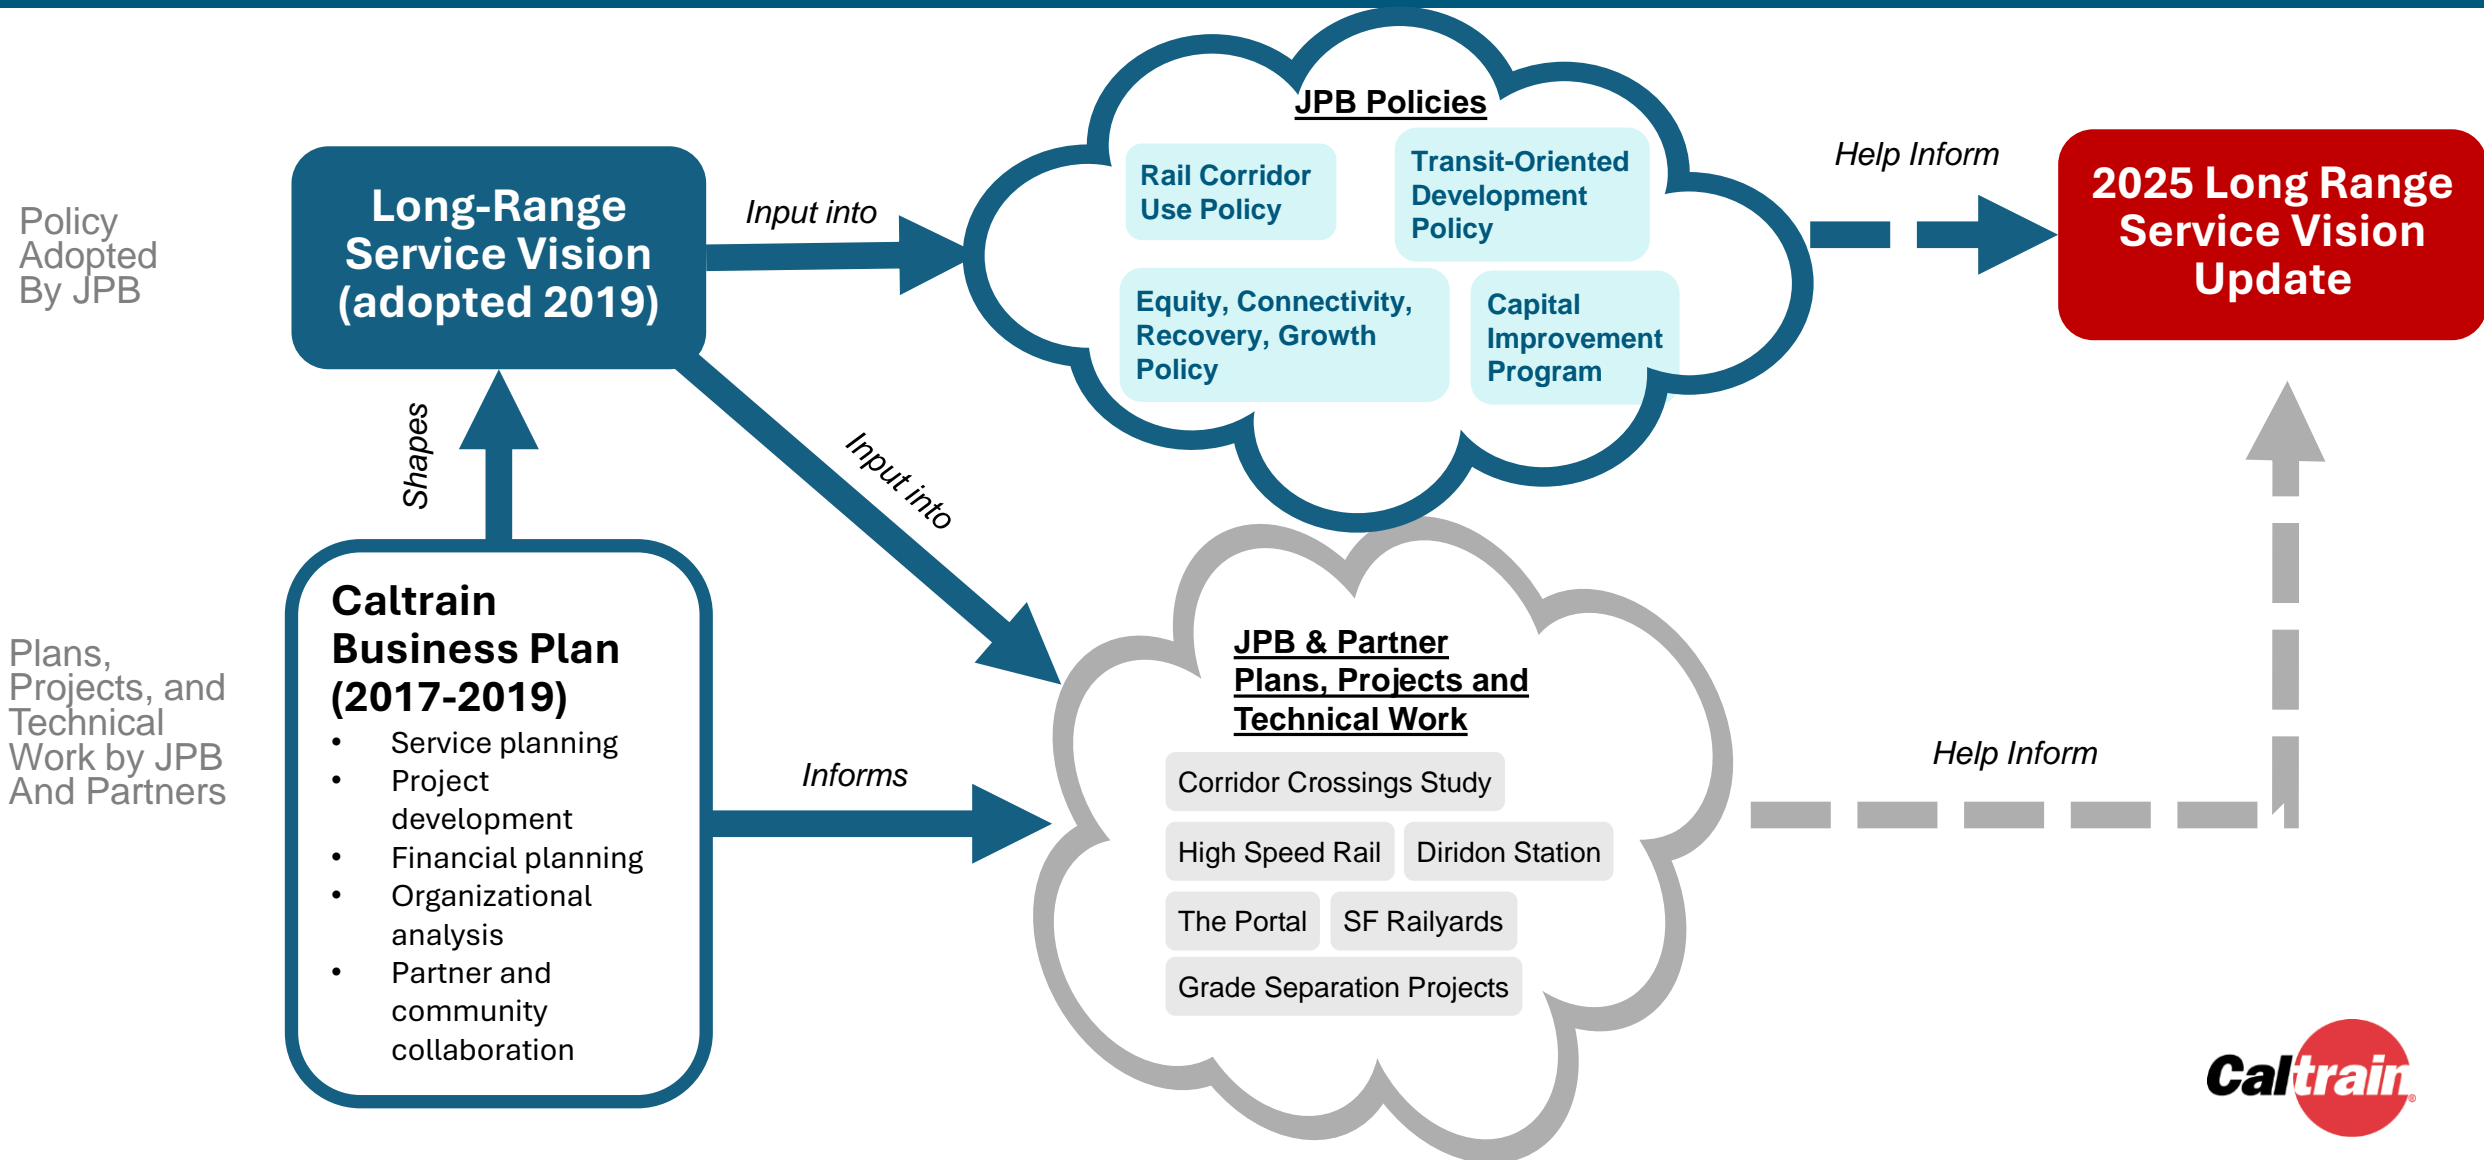 Policy
Adopted
By JPB
Long-Range
Service Vision
(adopted 2019)
Input into
JPB Policies
Rail Corridor
Use Policy
Transit-Oriented
Development
Policy
Equity, Connectivity,
Recovery, Growth
Policy
Capital
Improvement
Program
Help Inform
2025 Long Range
Service Vision
Update
Shapes
Input into
Plans,
Projects, and
Technical
Work by JPB
And Partners
Caltrain
Business Plan
(2017-2019)
• Service planning
• Project
development
• Financial planning
• Organizational
analysis
• Partner and
community
collaboration
Informs
JPB & Partner
Plans, Projects and
Technical Work
Corridor Crossings Study
High Speed Rail
Diridon Station
The Portal
SF Railyards
Grade Separation Projects
Help Inform
Caltrain®